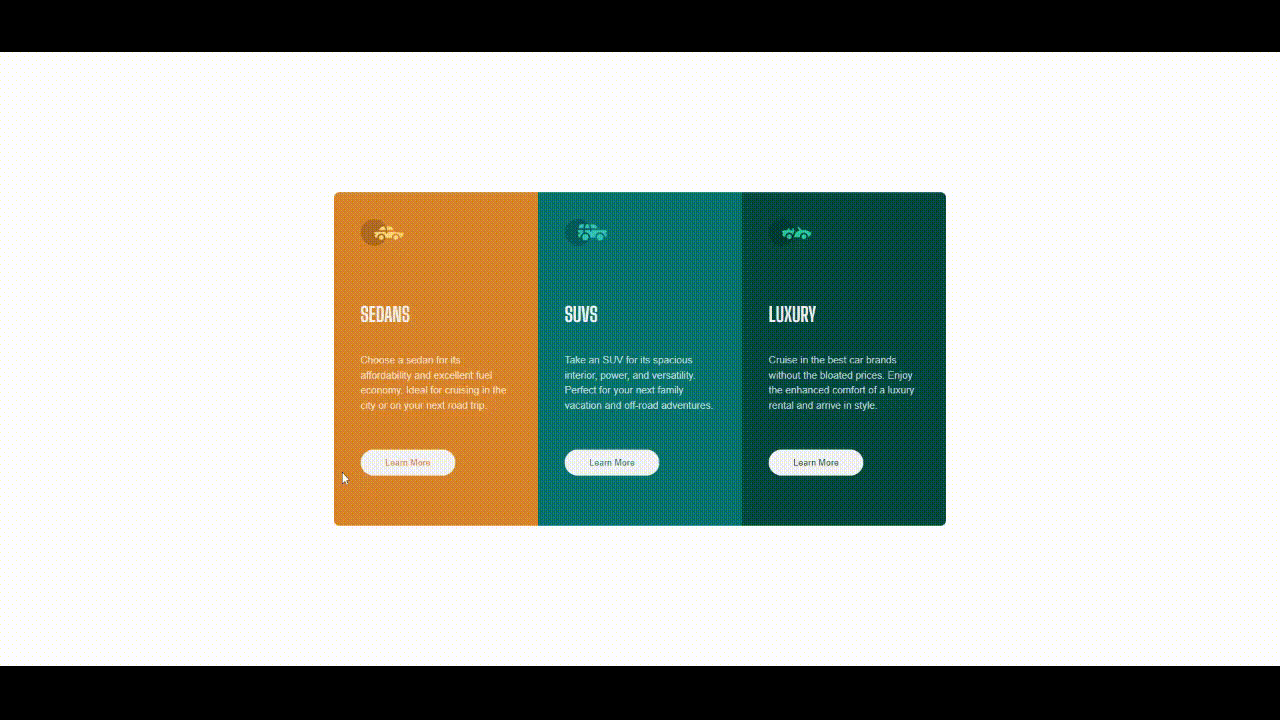 SEDANS
Choose a sedan for its
affordability and excellent fuel
economy. Ideal for cruising in the
city or on your next road trip.
Learn More
SUVS
Take an SUV for its spacious
interior, power, and versatility.
Perfect for your next family
vacation and off-road adventures.
Learn More
LUXURY
Cruise in the best car brands
without the bloated prices. Enjoy
the enhanced comfort of a luxury
rental and arrive in style.
Learn More